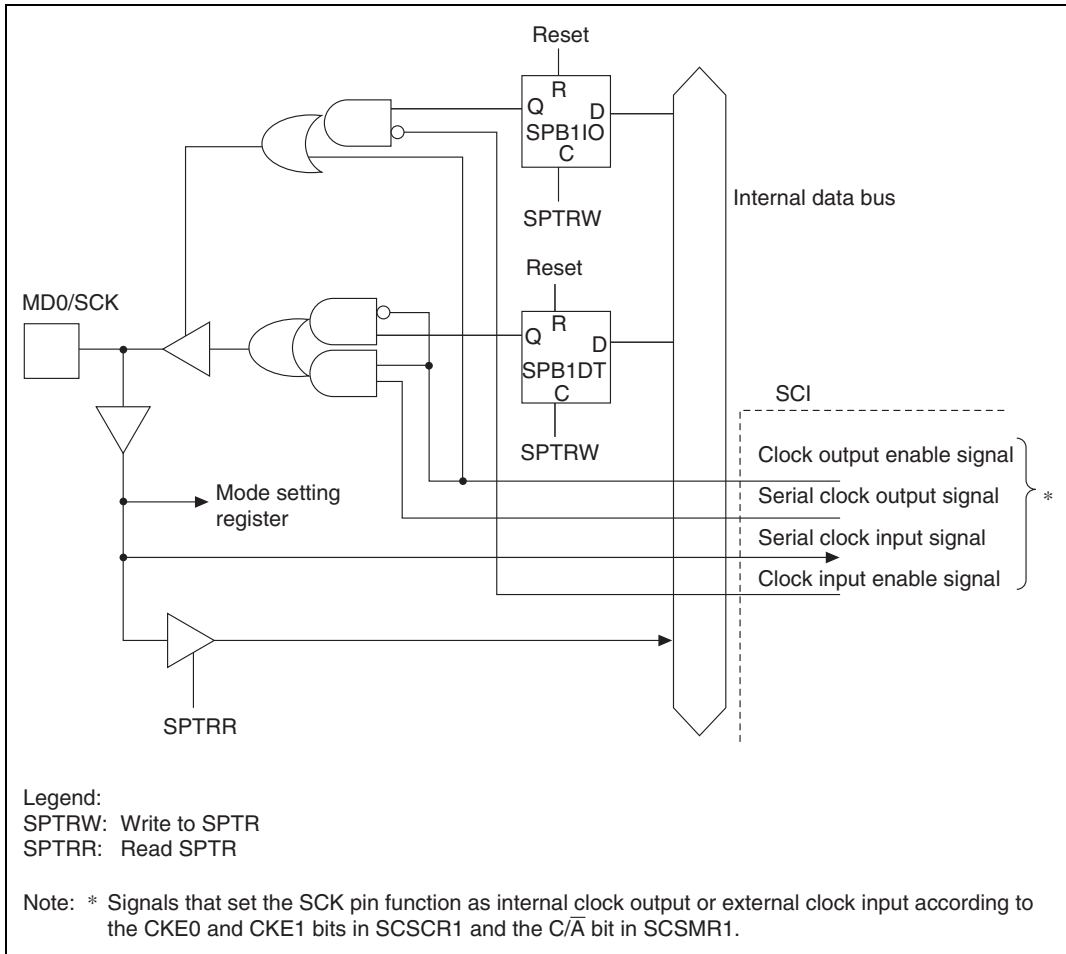 Reset
R
Q
D
SPB1IO
C
Internal data bus
SPTRW
Reset
MD0/SCK
R
Q
D
SPB1DT
C
SCI
SPTRW
Clock output enable signal
Serial clock output signal
*
Mode setting
register
Serial clock input signal
Clock input enable signal
SPTRR
Legend:
SPTRW: Write to SPTR
SPTRR: Read SPTR
Note: * Signals that set the SCK pin function as internal clock output or external clock input according to
the CKE0 and CKE1 bits in SCSCR1 and the C/A̅ bit in SCSMR1.